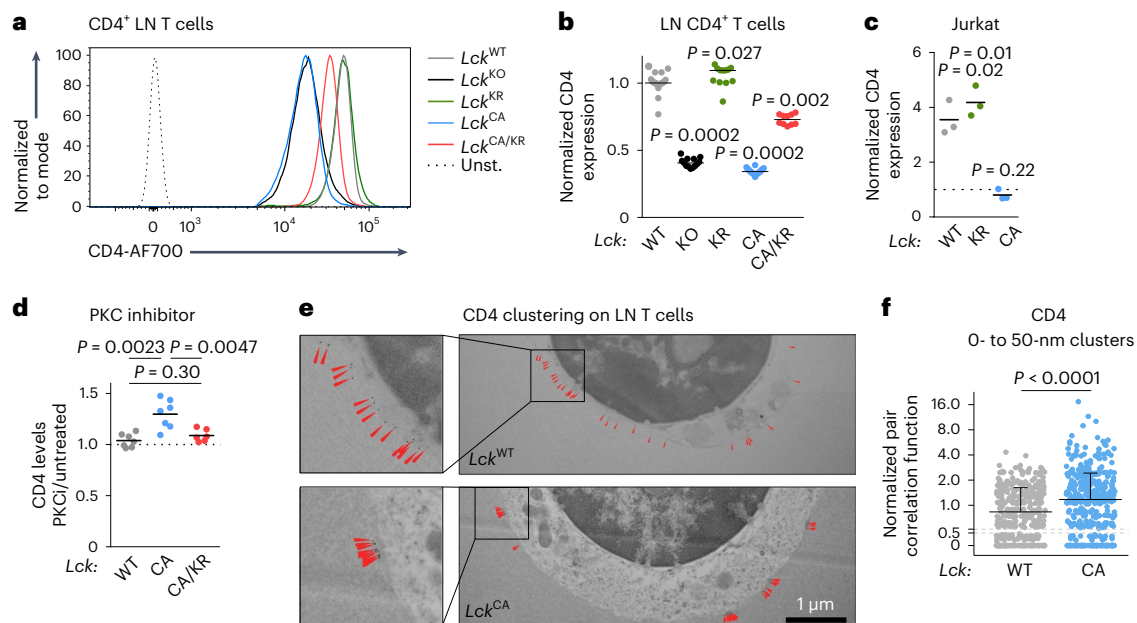 a
CD4⁺ LN T cells
Normalized
to mode
100
80
60
40
20
0
0
10³
10⁴
10⁵
CD4-AF700
Lck^WT
Lck^KO
Lck^KR
Lck^CA
Lck^CA/KR
Unst.
b
LN CD4⁺ T cells
Normalized CD4
expression
1.0
0.5
0
P = 0.027
P = 0.002
P = 0.0002
P = 0.0002
Lck:
WT
KO
KR
CA
CA/KR
c
Jurkat
Normalized CD4
expression
6
4
2
0
P = 0.01
P = 0.02
P = 0.22
Lck:
WT
KR
CA
d
PKC inhibitor
P = 0.0023
P = 0.0047
P = 0.30
CD4 levels
PKCi/untreated
1.5
1.0
0.5
0
Lck:
WT
CA
CA/KR
e
CD4 clustering on LN T cells
Lck^WT
Lck^CA
1 µm
f
CD4
0- to 50-nm clusters
P < 0.0001
Normalized pair
correlation function
16.0
8.0
4.0
2.0
1.0
0.5
0
Lck:
WT
CA